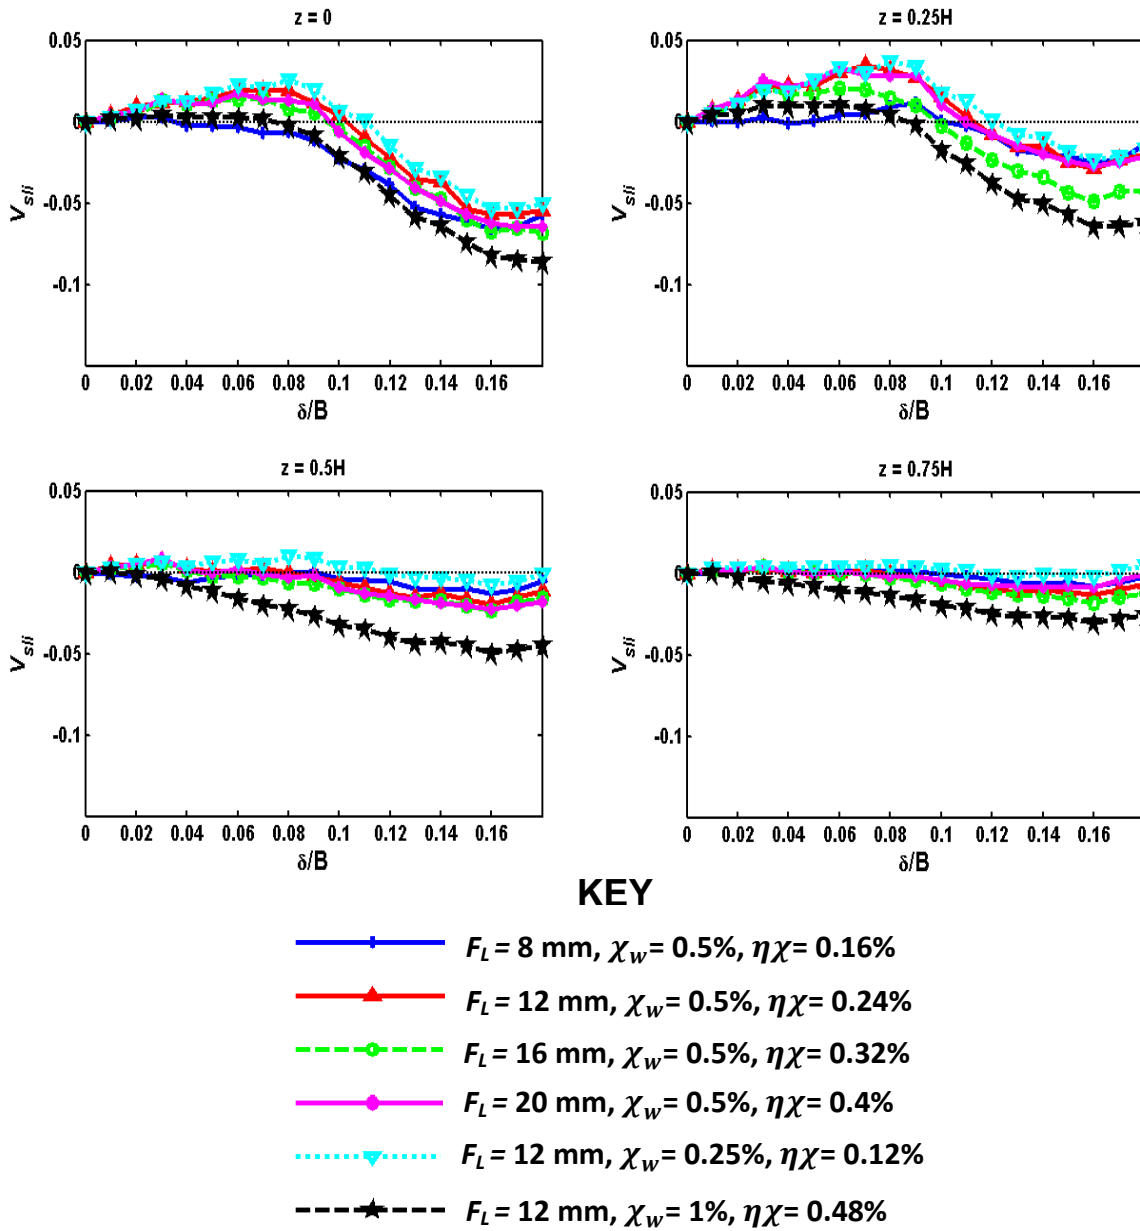 z = 0
0.05
0
-0.05
-0.1
V_sii
0 0.02 0.04 0.06 0.08 0.1 0.12 0.14 0.16
δ/B
z = 0.25H
0.05
0
-0.05
-0.1
V_sii
0 0.02 0.04 0.06 0.08 0.1 0.12 0.14 0.16
δ/B
z = 0.5H
0.05
0
-0.05
-0.1
V_sii
0 0.02 0.04 0.06 0.08 0.1 0.12 0.14 0.16
δ/B
z = 0.75H
0.05
0
-0.05
-0.1
V_sii
0 0.02 0.04 0.06 0.08 0.1 0.12 0.14 0.16
δ/B
KEY
F_L = 8 mm, χ_w = 0.5%, ηχ = 0.16%
F_L = 12 mm, χ_w = 0.5%, ηχ = 0.24%
F_L = 16 mm, χ_w = 0.5%, ηχ = 0.32%
F_L = 20 mm, χ_w = 0.5%, ηχ = 0.4%
F_L = 12 mm, χ_w = 0.25%, ηχ = 0.12%
F_L = 12 mm, χ_w = 1%, ηχ = 0.48%